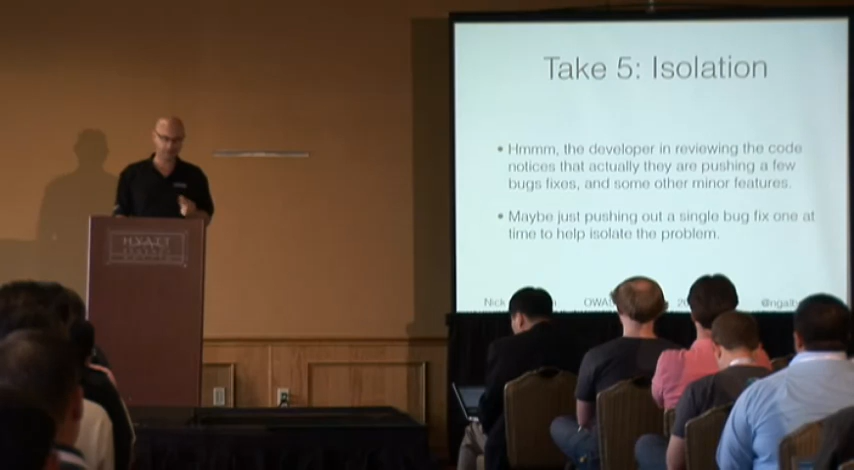 Take 5: Isolation
• Hmmm, the developer in reviewing the code
notices that actually they are pushing a few
bugs fixes, and some other minor features.
• Maybe just pushing out a single bug fix one at
time to help isolate the problem.
Nick
HYATT